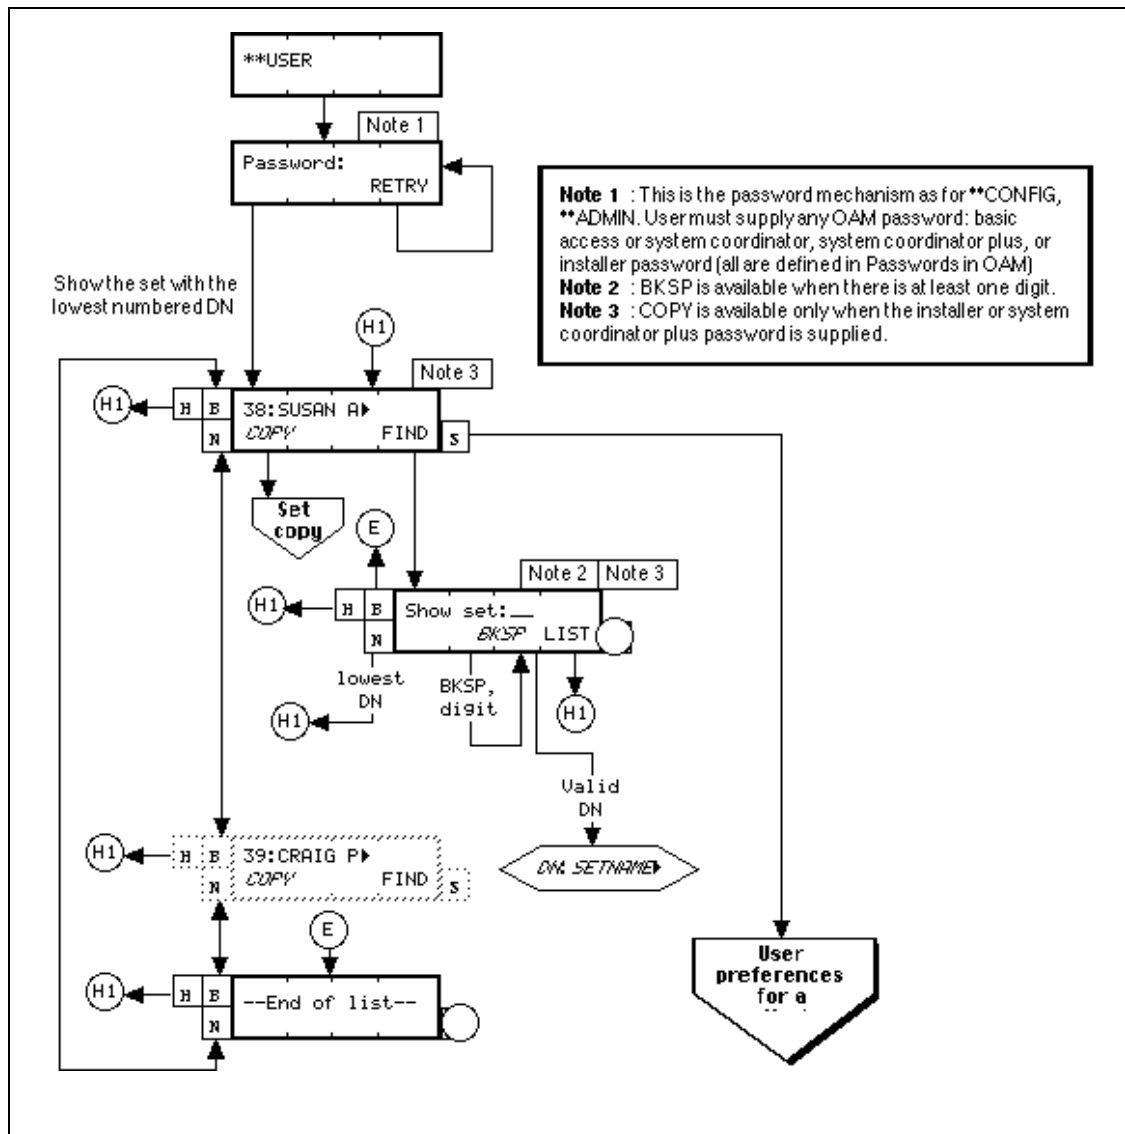 **USER
Note 1
Password:
RETRY
Note 1 : This is the password mechanism as for **CONFIG,
**ADMIN. User must supply any OAM password: basic
access or system coordinator, system coordinator plus, or
installer password (all are defined in Passwords in OAM)
Note 2 : BKSP is available when there is at least one digit.
Note 3 : COPY is available only when the installer or system
coordinator plus password is supplied.
Show the set with the
lowest numbered DN
H1
Note 3
H1
H B
N
38:SUSAN A
COPY FIND
S
Set
copy
E
Note 2 Note 3
H1
H B
N
Show set:__
BKSP LIST
lowest
DN
H1
BKSP,
digit
H1
Valid
DN
H1
H B
N
39:CRAIG P
COPY FIND
S
DN: SETNAME
E
H1
H B
N
--End of list--
User
preferences
for a